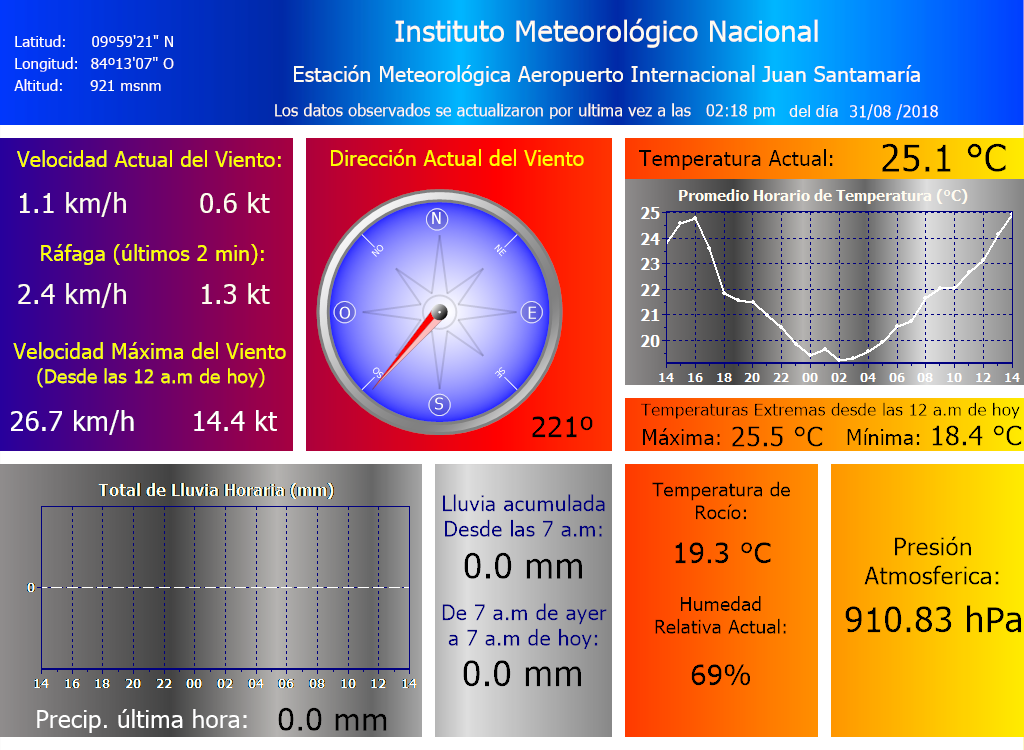 Instituto Meteorológico Nacional
Latitud: 09º59'21" N
Longitud: 84º13'07" O
Altitud: 921 msnm
Estación Meteorológica Aeropuerto Internacional Juan Santamaría
Los datos observados se actualizaron por ultima vez a las 02:18 pm del día 31/08 /2018
Velocidad Actual del Viento:
1.1 km/h 0.6 kt
Ráfaga (últimos 2 min):
2.4 km/h 1.3 kt
Velocidad Máxima del Viento
(Desde las 12 a.m de hoy)
26.7 km/h 14.4 kt
Dirección Actual del Viento
N
NO NE
O E
SO SE
S
221º
Temperatura Actual: 25.1 °C
Promedio Horario de Temperatura (°C)
25
24
23
22
21
20
14 16 18 20 22 00 02 04 06 08 10 12 14
Temperaturas Extremas desde las 12 a.m de hoy
Máxima: 25.5 °C Mínima: 18.4 °C
Total de Lluvia Horaria (mm)
0
14 16 18 20 22 00 02 04 06 08 10 12 14
Precip. última hora: 0.0 mm
Lluvia acumulada
Desde las 7 a.m:
0.0 mm
De 7 a.m de ayer
a 7 a.m de hoy:
0.0 mm
Temperatura de
Rocío:
19.3 °C
Humedad
Relativa Actual:
69%
Presión
Atmosferica:
910.83 hPa